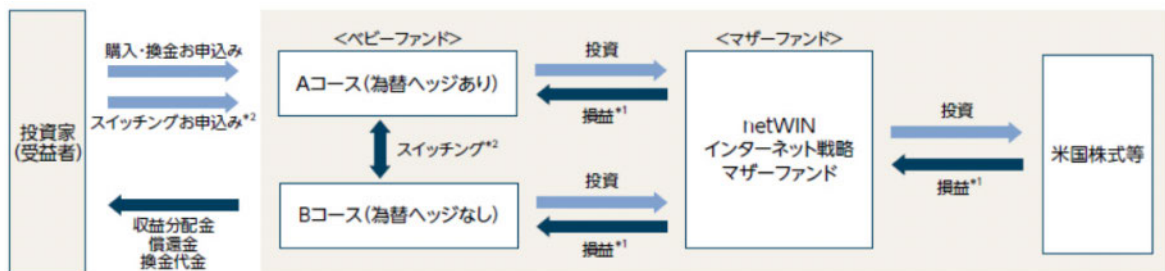 投資家
(受益者)
購入・換金お申込み
スイッチングお申込み*2
収益分配金
償還金
換金代金
<ベビーファンド>
Aコース(為替ヘッジあり)
スイッチング*2
Bコース(為替ヘッジなし)
投資
損益*1
投資
損益*1
<マザーファンド>
netWIN
インターネット戦略
マザーファンド
投資
損益*1
米国株式等